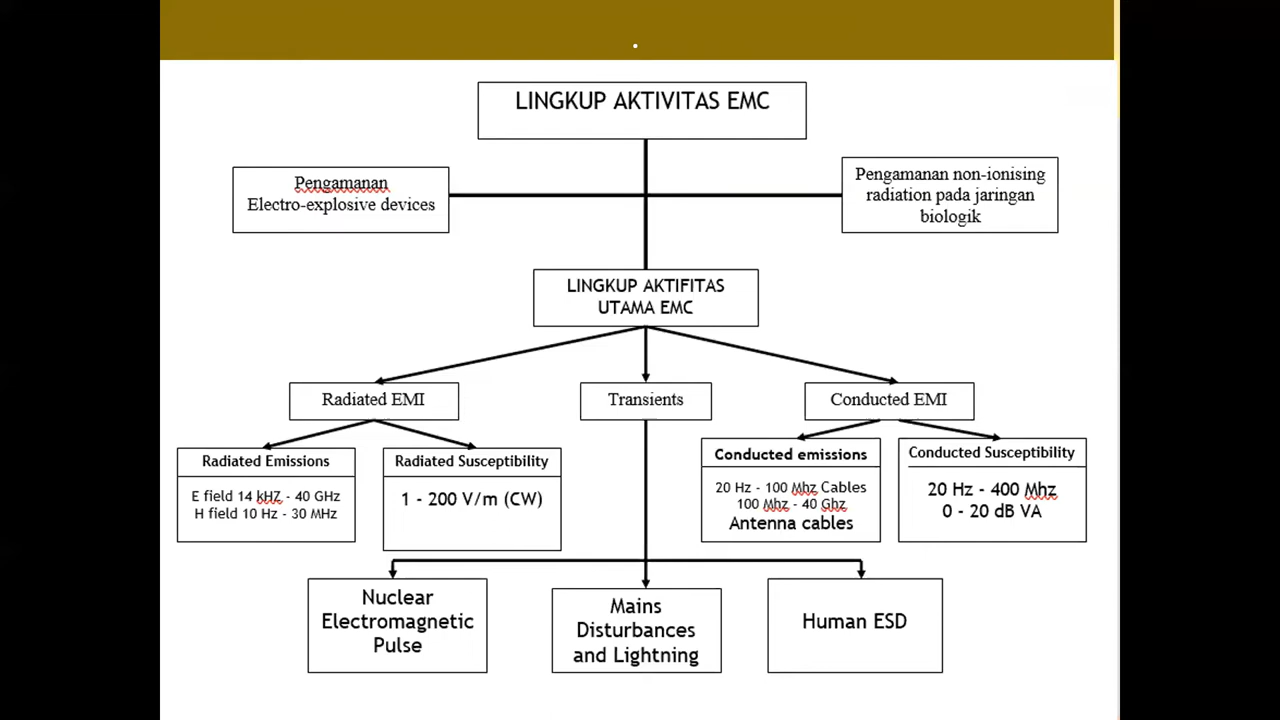 LINGKUP AKTIVITAS EMC
Pengamanan
Electro-explosive devices
Pengamanan non-ionising
radiation pada jaringan
biologik
LINGKUP AKTIFITAS
UTAMA EMC
Radiated EMI
Transients
Conducted EMI
Radiated Emissions
E field 14 kHZ - 40 GHz
H field 10 Hz - 30 MHz
Radiated Susceptibility
1 - 200 V/m (CW)
Conducted emissions
20 Hz - 100 Mhz Cables
100 Mhz - 40 Ghz
Antenna cables
Conducted Susceptibility
20 Hz - 400 Mhz
0 - 20 dB VA
Nuclear
Electromagnetic
Pulse
Mains
Disturbances
and Lightning
Human ESD